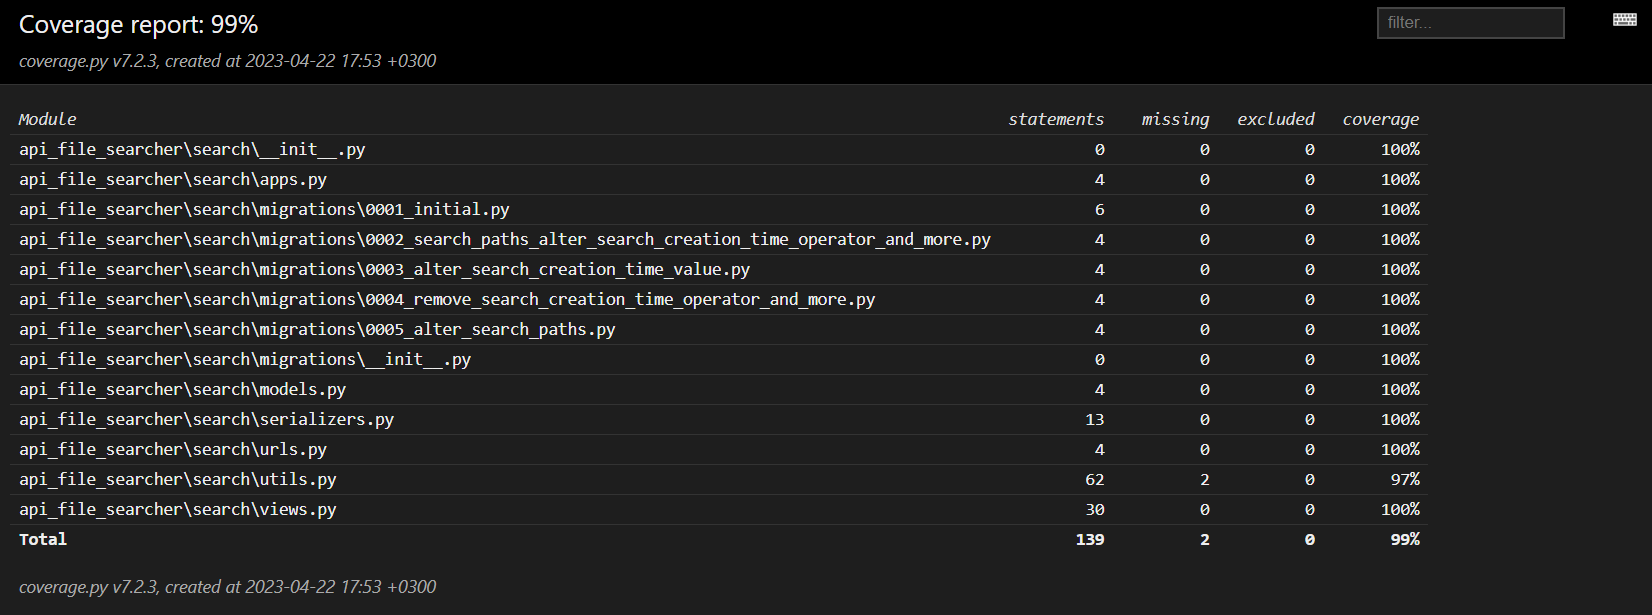 Coverage report: 99%
filter...
coverage.py v7.2.3, created at 2023-04-22 17:53 +0300
Module statements missing excluded coverage
api_file_searcher\search\__init__.py 0 0 0 100%
api_file_searcher\search\apps.py 4 0 0 100%
api_file_searcher\search\migrations\0001_initial.py 6 0 0 100%
api_file_searcher\search\migrations\0002_search_paths_alter_search_creation_time_operator_and_more.py 4 0 0 100%
api_file_searcher\search\migrations\0003_alter_search_creation_time_value.py 4 0 0 100%
api_file_searcher\search\migrations\0004_remove_search_creation_time_operator_and_more.py 4 0 0 100%
api_file_searcher\search\migrations\0005_alter_search_paths.py 4 0 0 100%
api_file_searcher\search\migrations\__init__.py 0 0 0 100%
api_file_searcher\search\models.py 4 0 0 100%
api_file_searcher\search\serializers.py 13 0 0 100%
api_file_searcher\search\urls.py 4 0 0 100%
api_file_searcher\search\utils.py 62 2 0 97%
api_file_searcher\search\views.py 30 0 0 100%
Total 139 2 0 99%
coverage.py v7.2.3, created at 2023-04-22 17:53 +0300